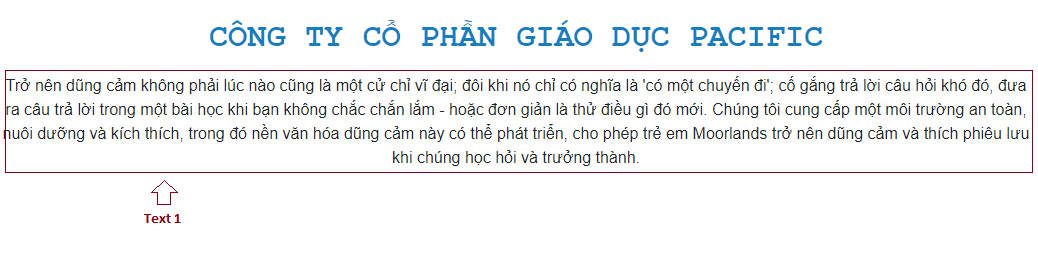 CÔNG TY CỔ PHẦN GIÁO DỤC PACIFIC
Trở nên dũng cảm không phải lúc nào cũng là một cử chỉ vĩ đại; đôi khi nó chỉ có nghĩa là 'có một chuyến đi'; cố gắng trả lời câu hỏi khó đó, đưa
ra câu trả lời trong một bài học khi bạn không chắc chắn lắm - hoặc đơn giản là thử điều gì đó mới. Chúng tôi cung cấp một môi trường an toàn,
nuôi dưỡng và kích thích, trong đó nền văn hóa dũng cảm này có thể phát triển, cho phép trẻ em Moorlands trở nên dũng cảm và thích phiêu lưu
khi chúng học hỏi và trưởng thành.
Text 1